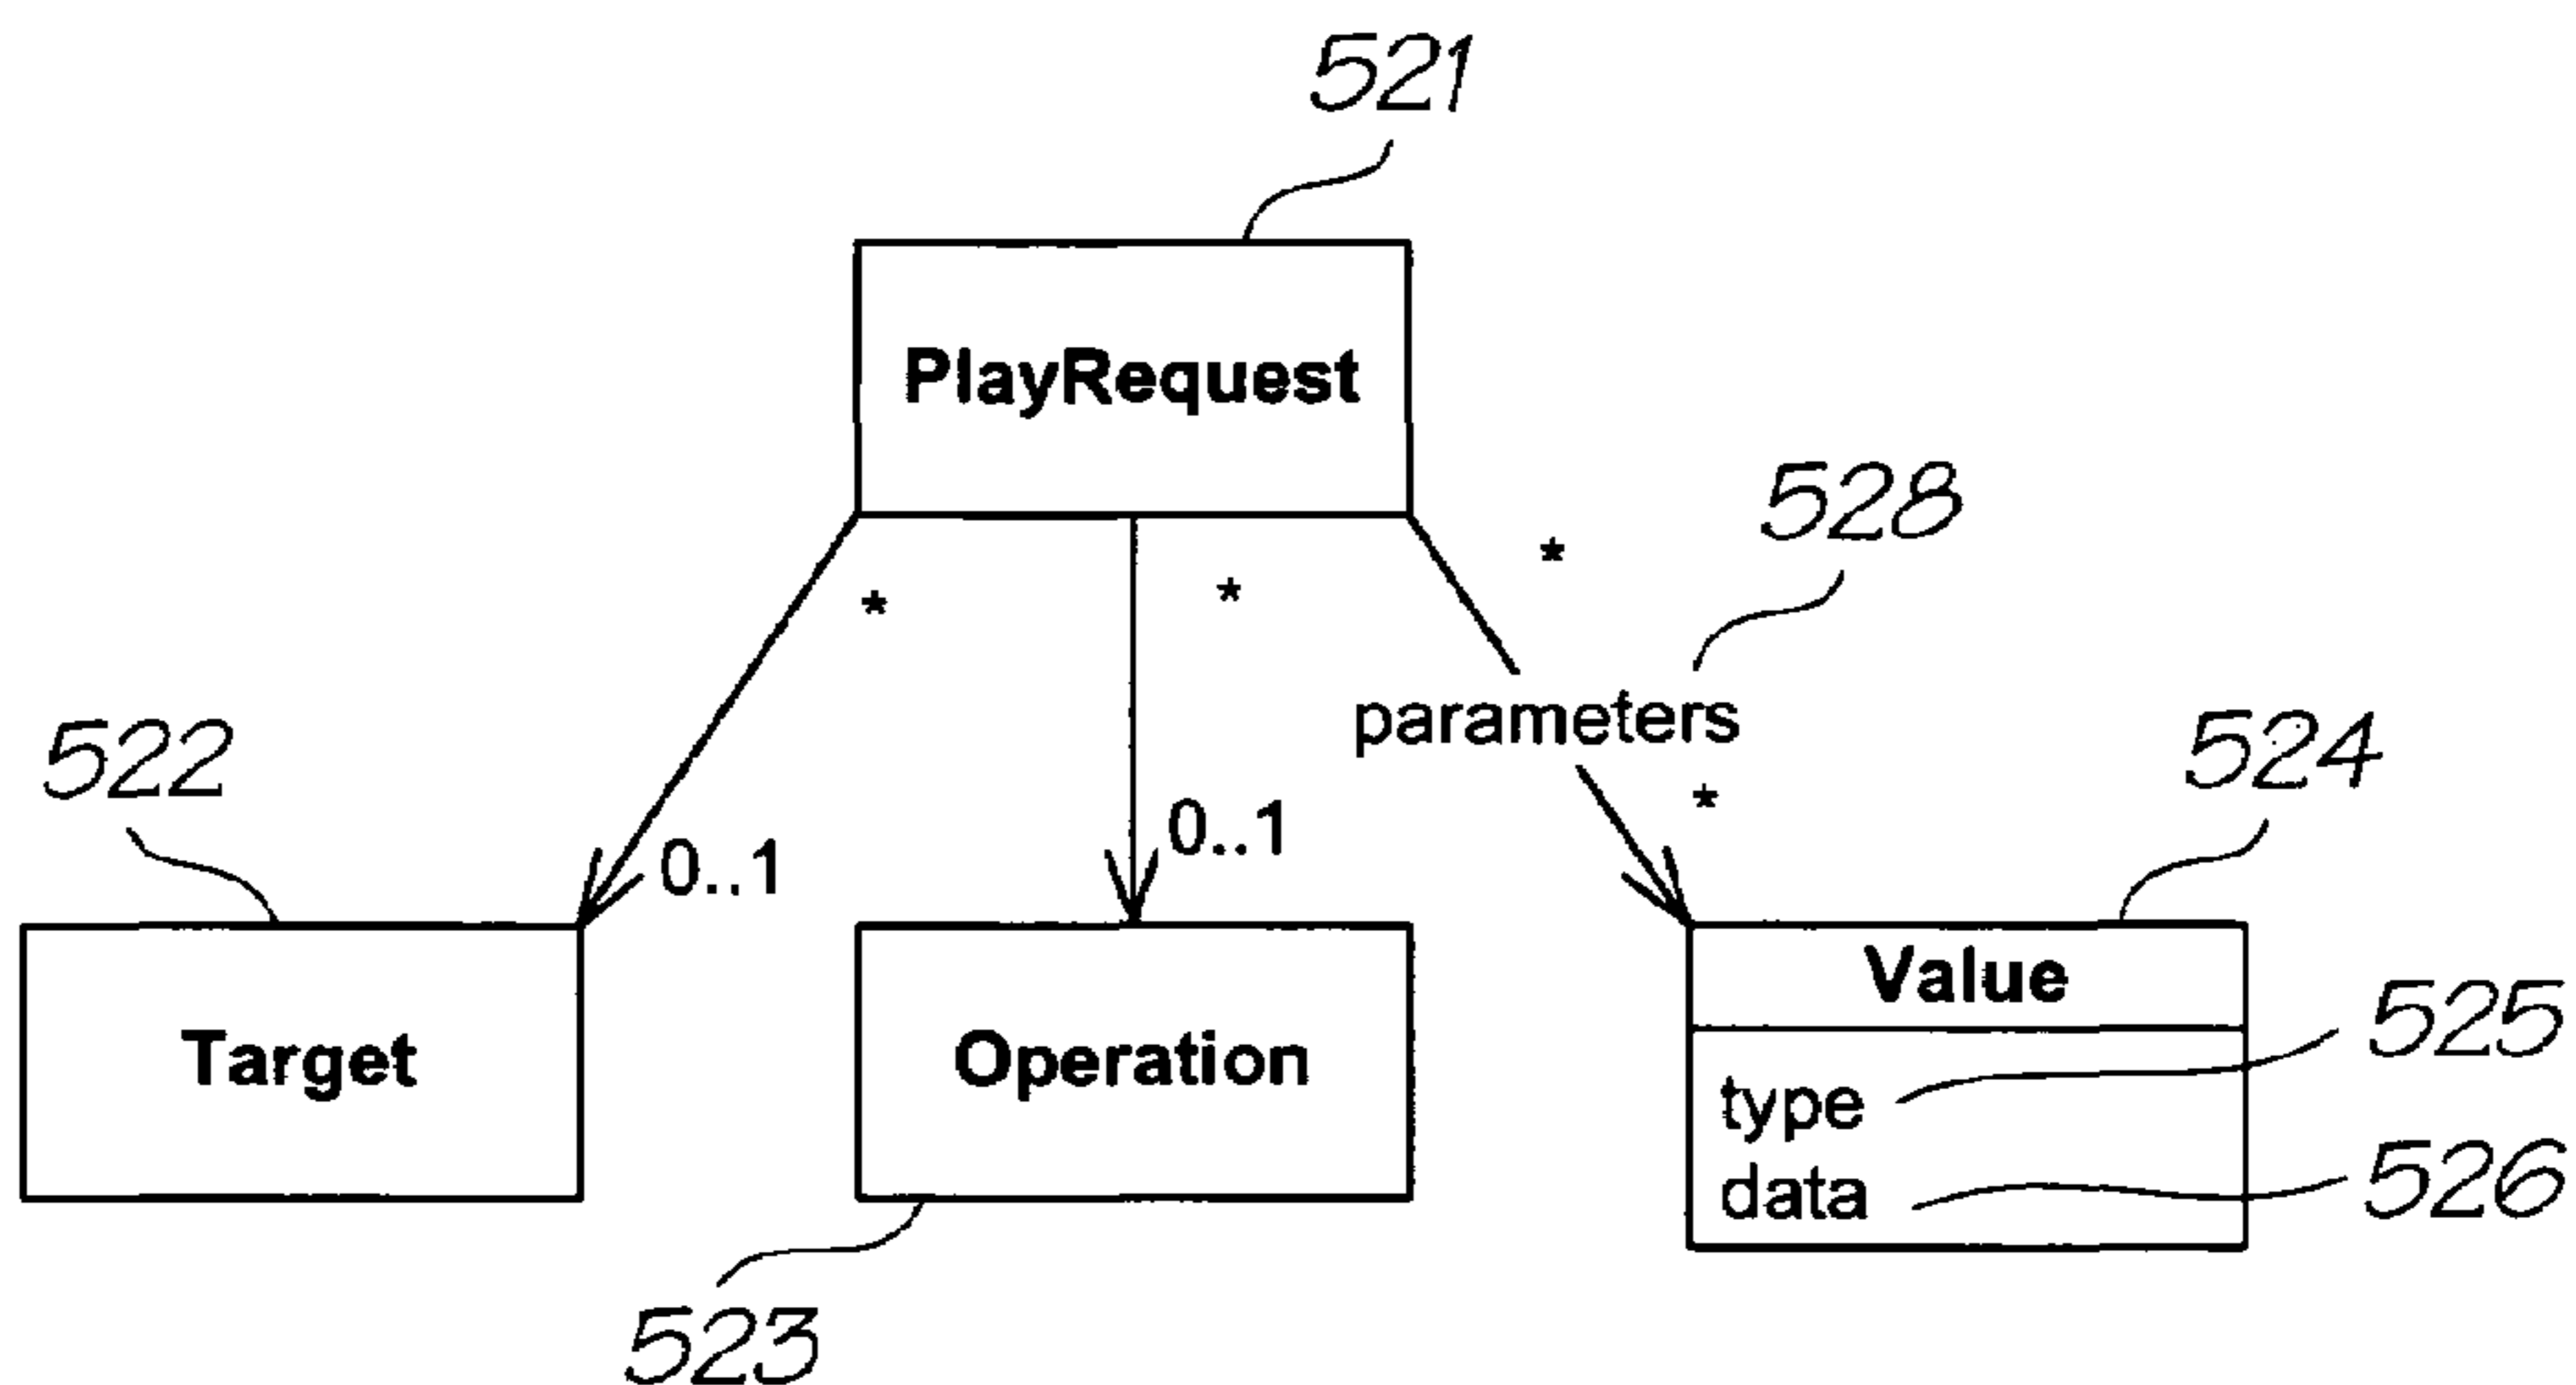 521
PlayRequest
528
*
*
*
parameters
522
524
*
0..1
0..1
Value
Target
Operation
525
type
data
526
523